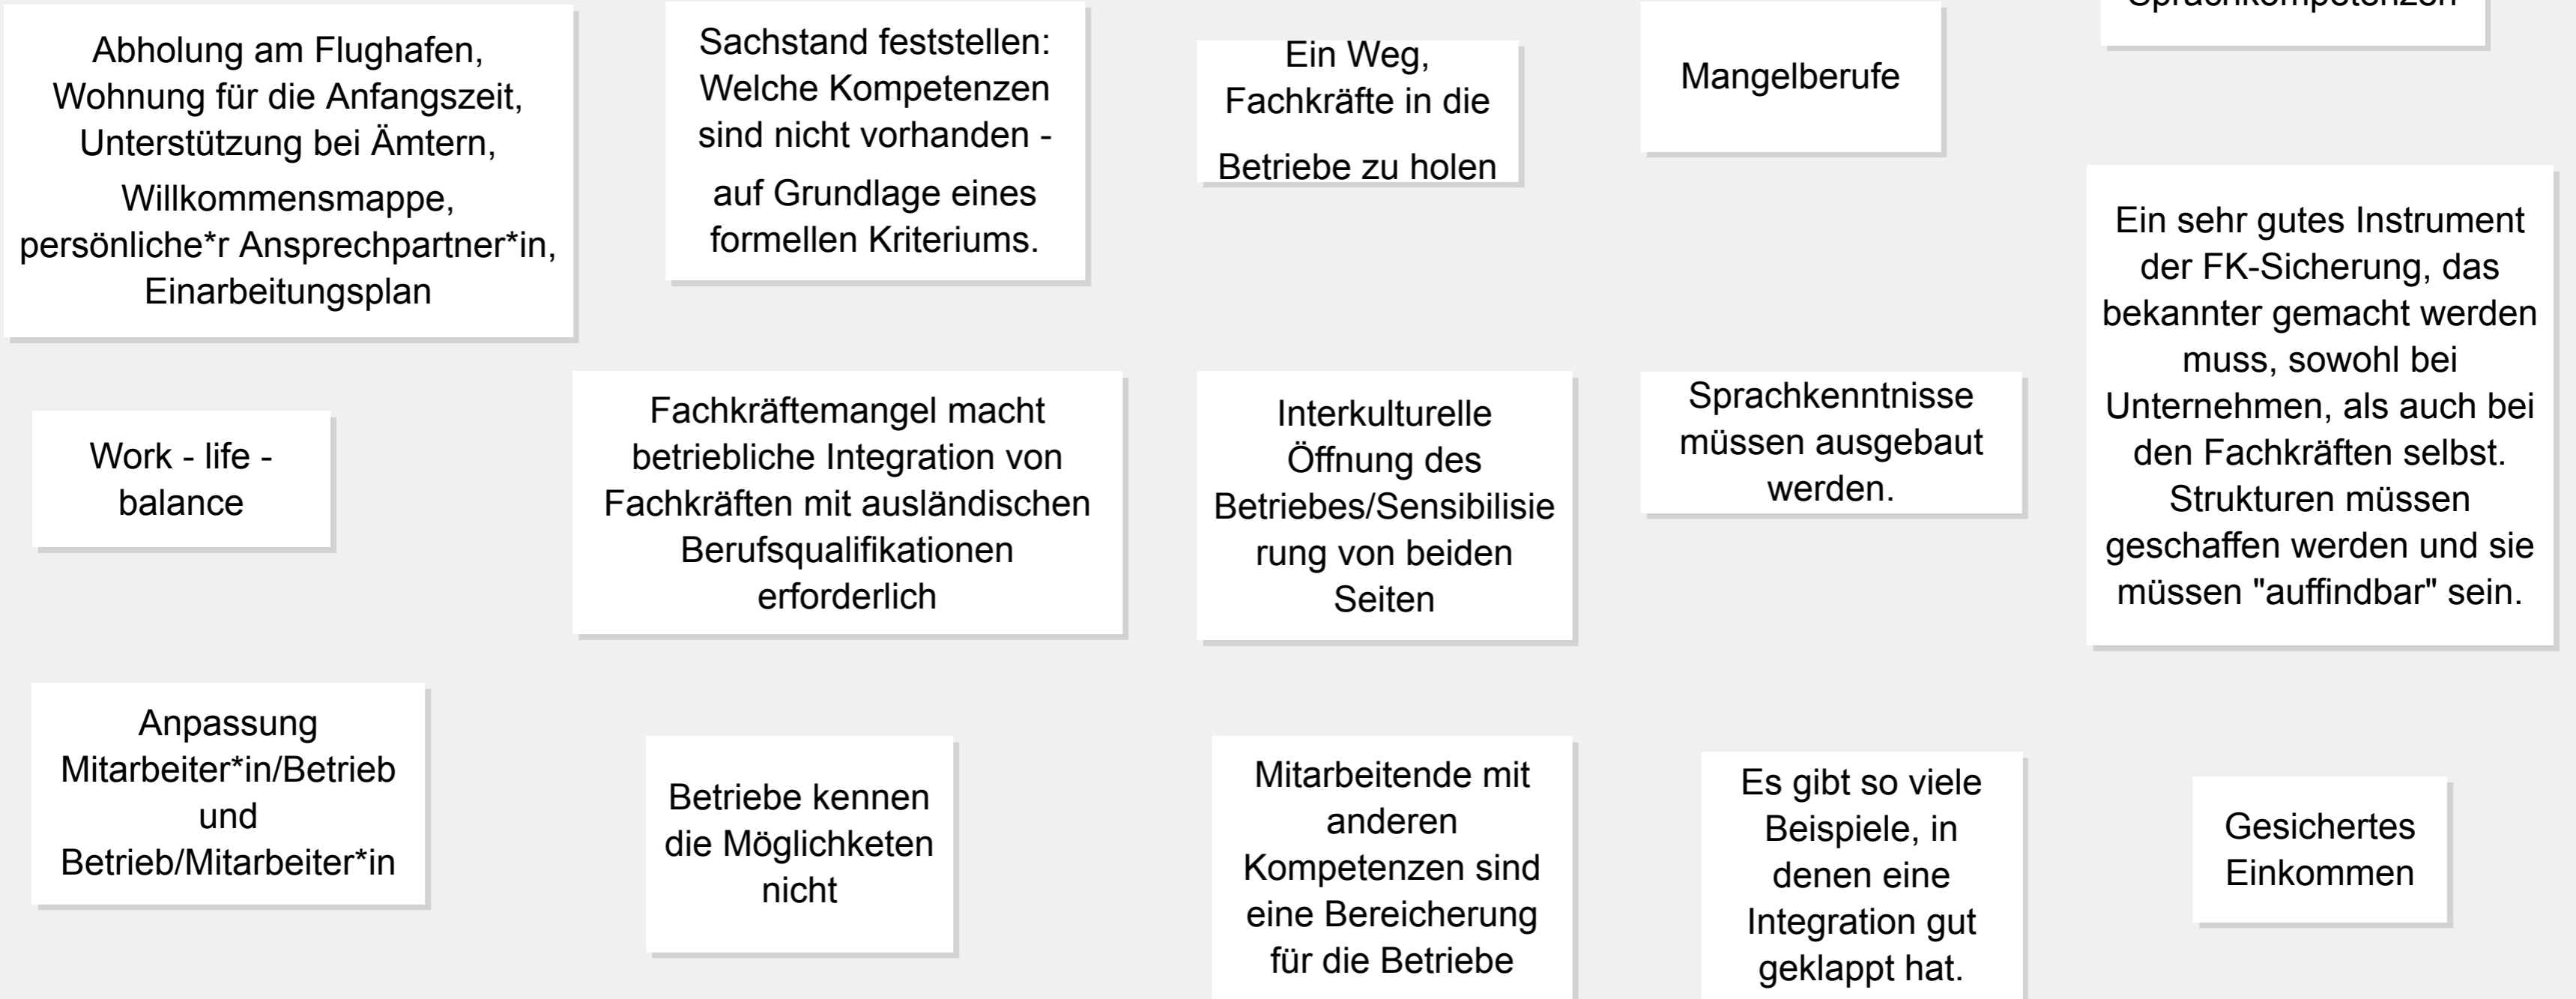 Abholung am Flughafen,
Wohnung für die Anfangszeit,
Unterstützung bei Ämtern,
Willkommensmappe,
persönliche*r Ansprechpartner*in,
Einarbeitungsplan
Sachstand feststellen:
Welche Kompetenzen
sind nicht vorhanden -
auf Grundlage eines
formellen Kriteriums.
Ein Weg,
Fachkräfte in die
Betriebe zu holen
Mangelberufe
Sprachkompetenzen
Ein sehr gutes Instrument
der FK-Sicherung, das
bekannter gemacht werden
muss, sowohl bei
Unternehmen, als auch bei
den Fachkräften selbst.
Strukturen müssen
geschaffen werden und sie
müssen "auffindbar" sein.
Work - life -
balance
Fachkräftemangel macht
betriebliche Integration von
Fachkräften mit ausländischen
Berufsqualifikationen
erforderlich
Interkulturelle
Öffnung des
Betriebes/Sensibilisie
rung von beiden
Seiten
Sprachkenntnisse
müssen ausgebaut
werden.
Anpassung
Mitarbeiter*in/Betrieb
und
Betrieb/Mitarbeiter*in
Betriebe kennen
die Möglichketen
nicht
Mitarbeitende mit
anderen
Kompetenzen sind
eine Bereicherung
für die Betriebe
Es gibt so viele
Beispiele, in
denen eine
Integration gut
geklappt hat.
Gesichertes
Einkommen